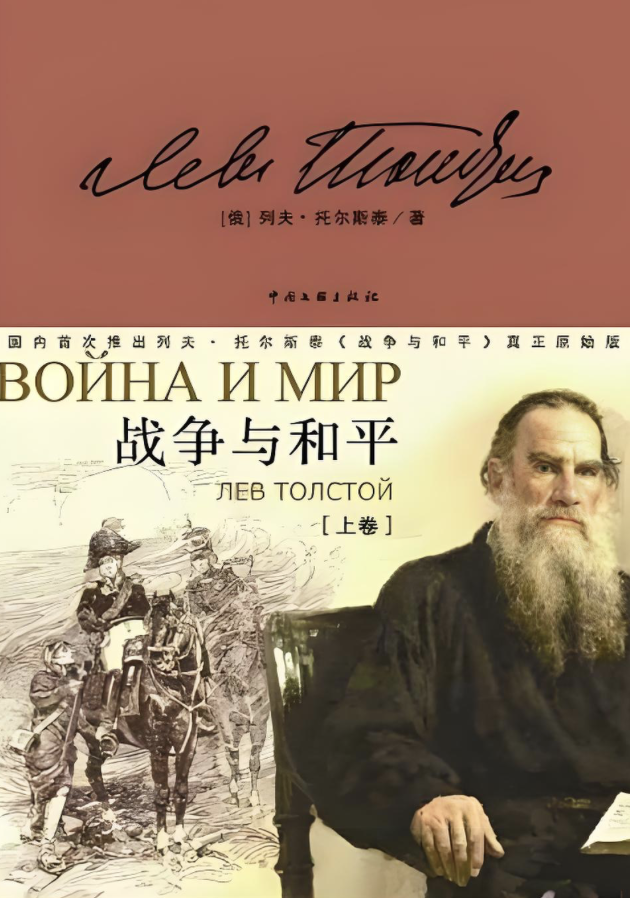 Лев Толстой
[俄] 列夫·托尔斯泰／著
中国文联出版社
国内首次推出列夫·托尔斯泰《战争与和平》真正原始版
ВОЙНА И МИР
战争与和平
ЛЕВ ТОЛСТОЙ
[上卷]